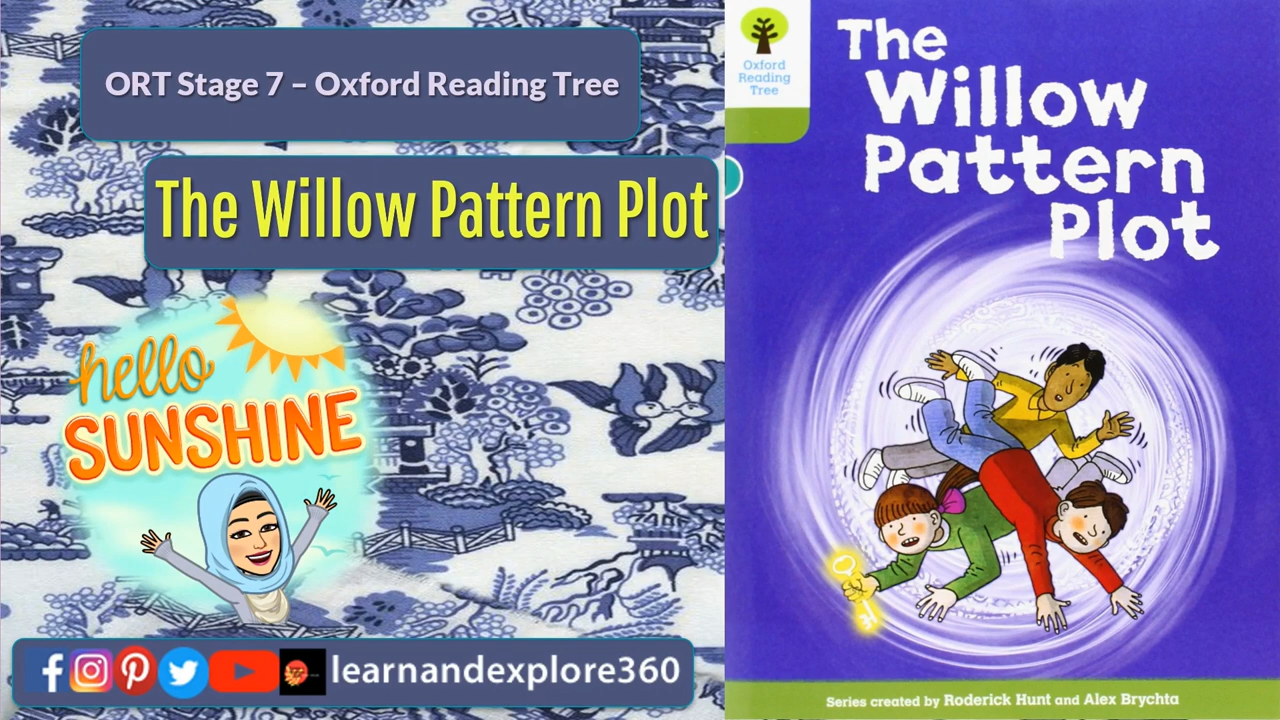 ORT Stage 7 – Oxford Reading Tree
The Willow Pattern Plot
hello
SUNSHINE
learnandexplore360
Oxford
Reading
Tree
The
Willow
Pattern
Plot
Series created by Roderick Hunt and Alex Brychta